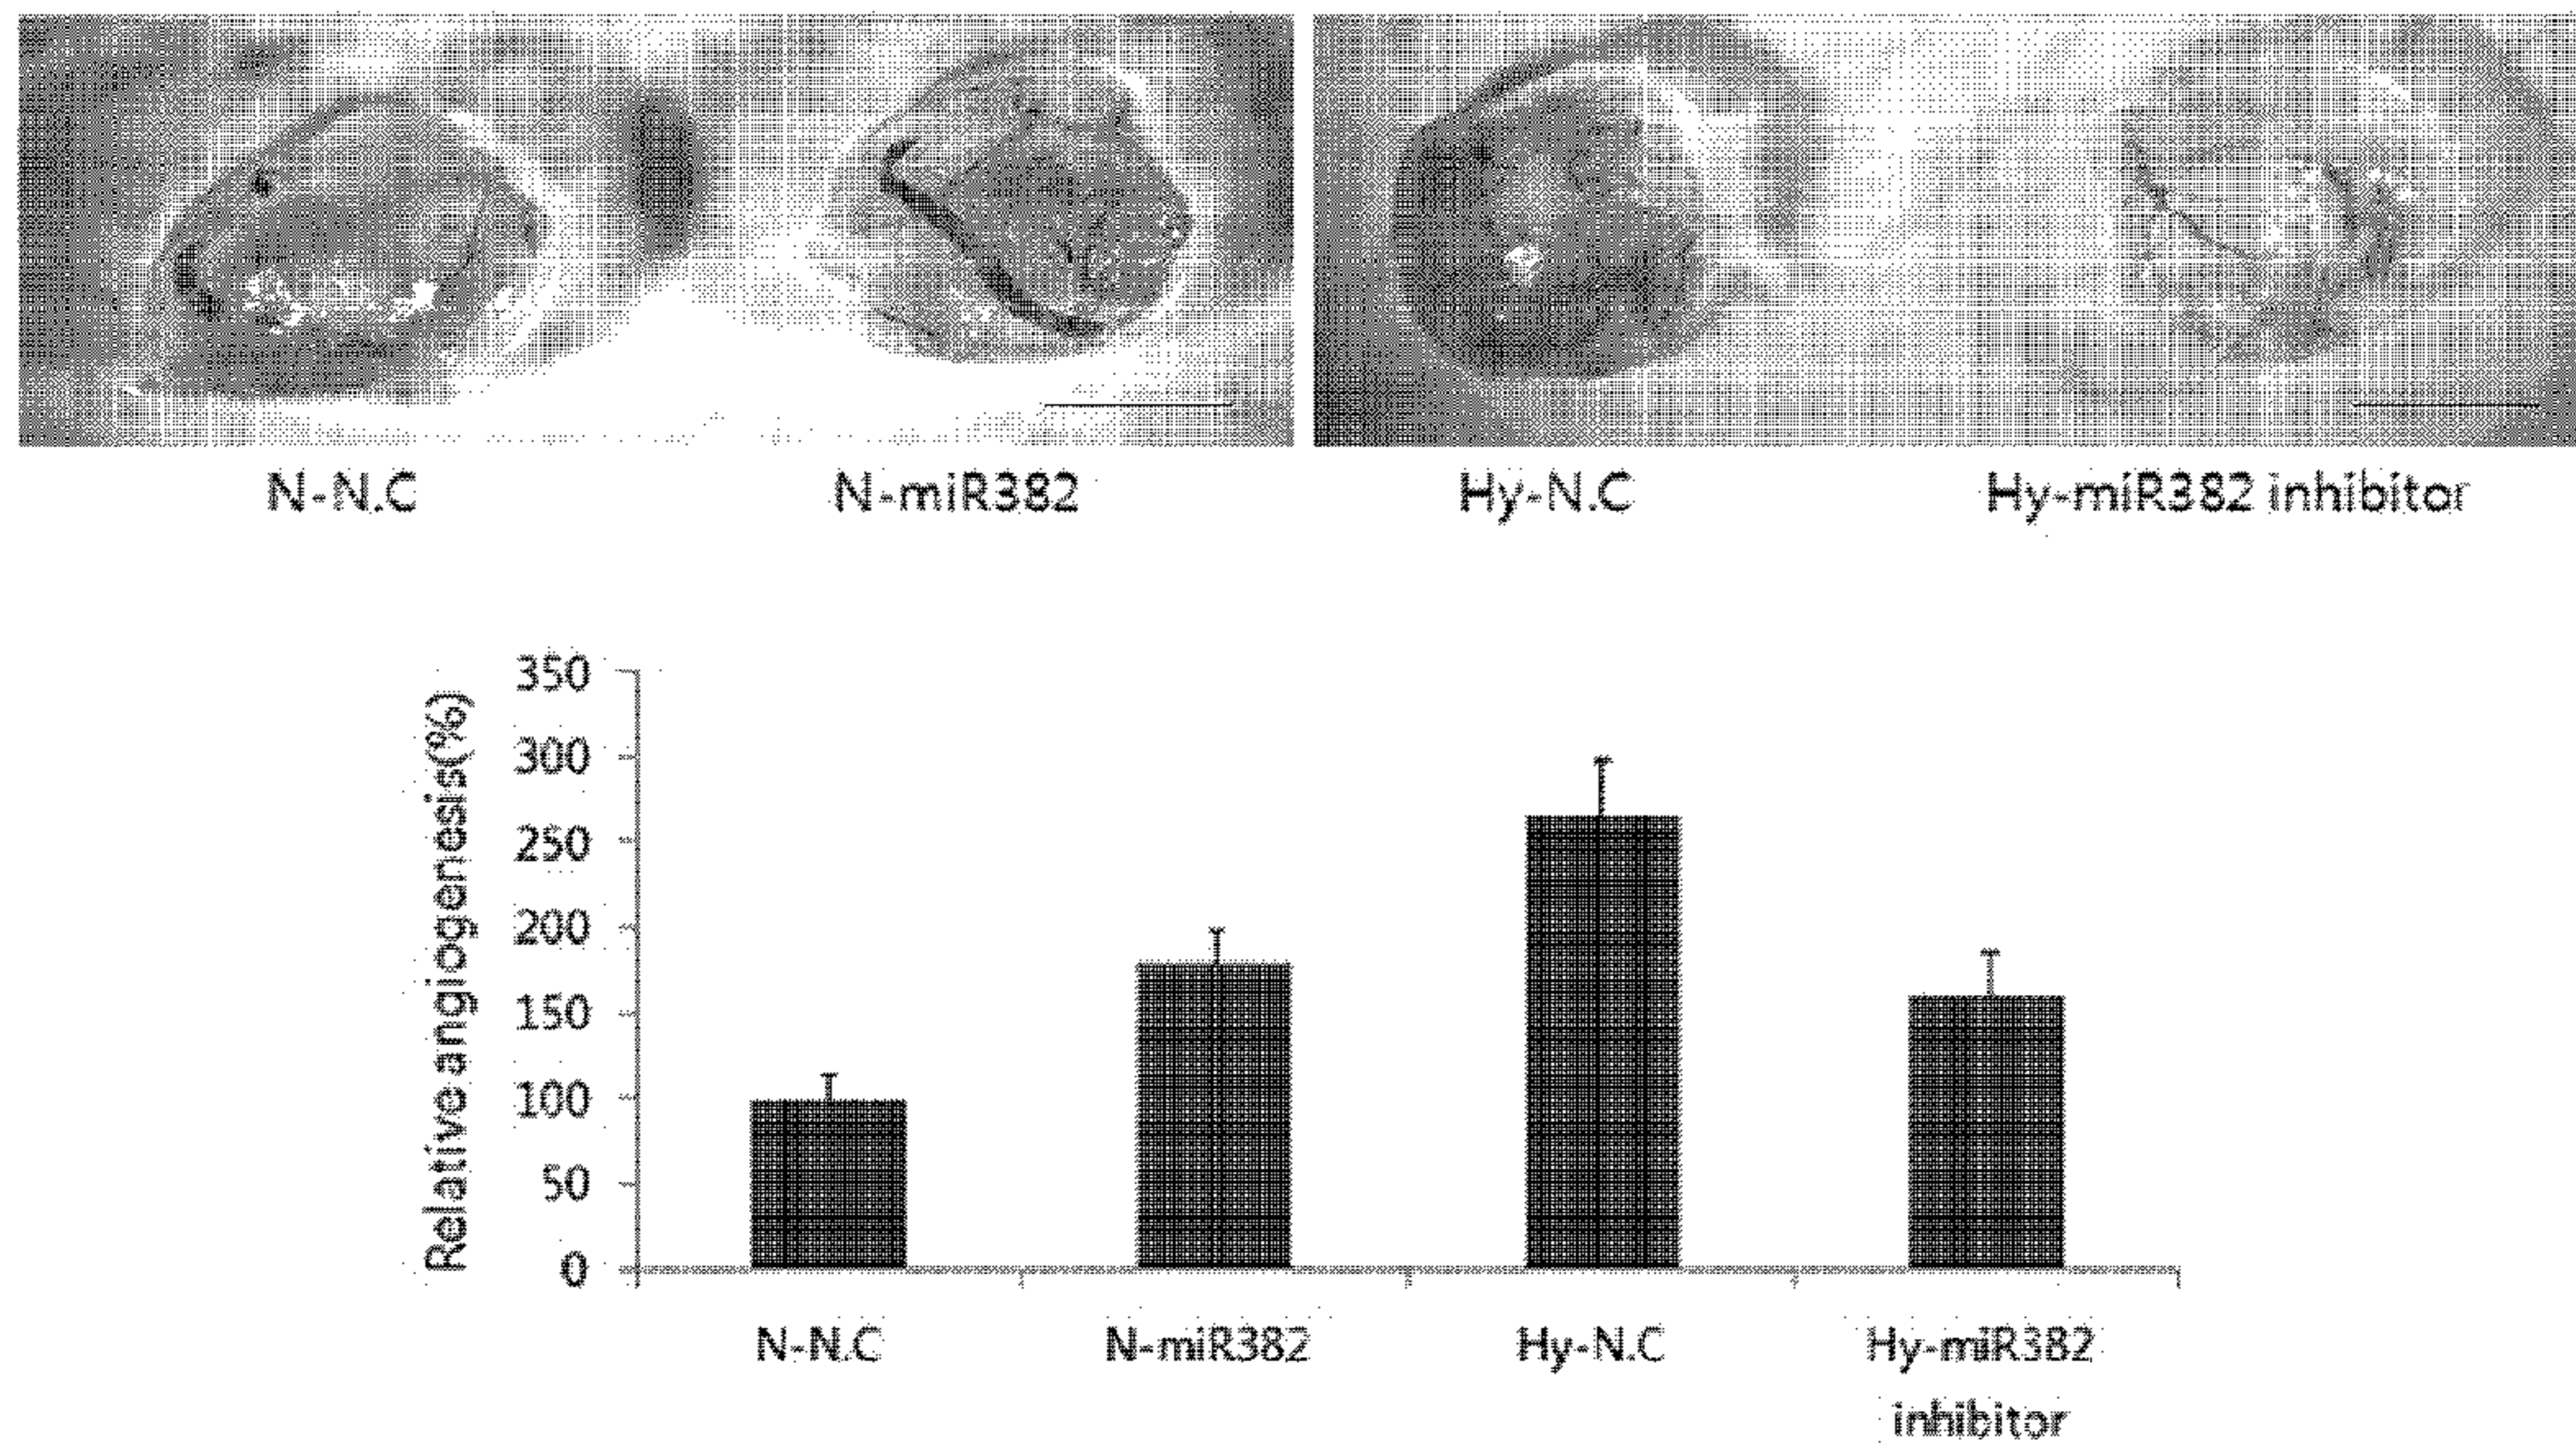 N-N.C
N-miR382
Hy-N.C
Hy-miR382 inhibitor
Relative angiogenesis(%)
350
300
250
200
150
100
50
0
N-N.C
N-miR382
Hy-N.C
Hy-miR382
inhibitor